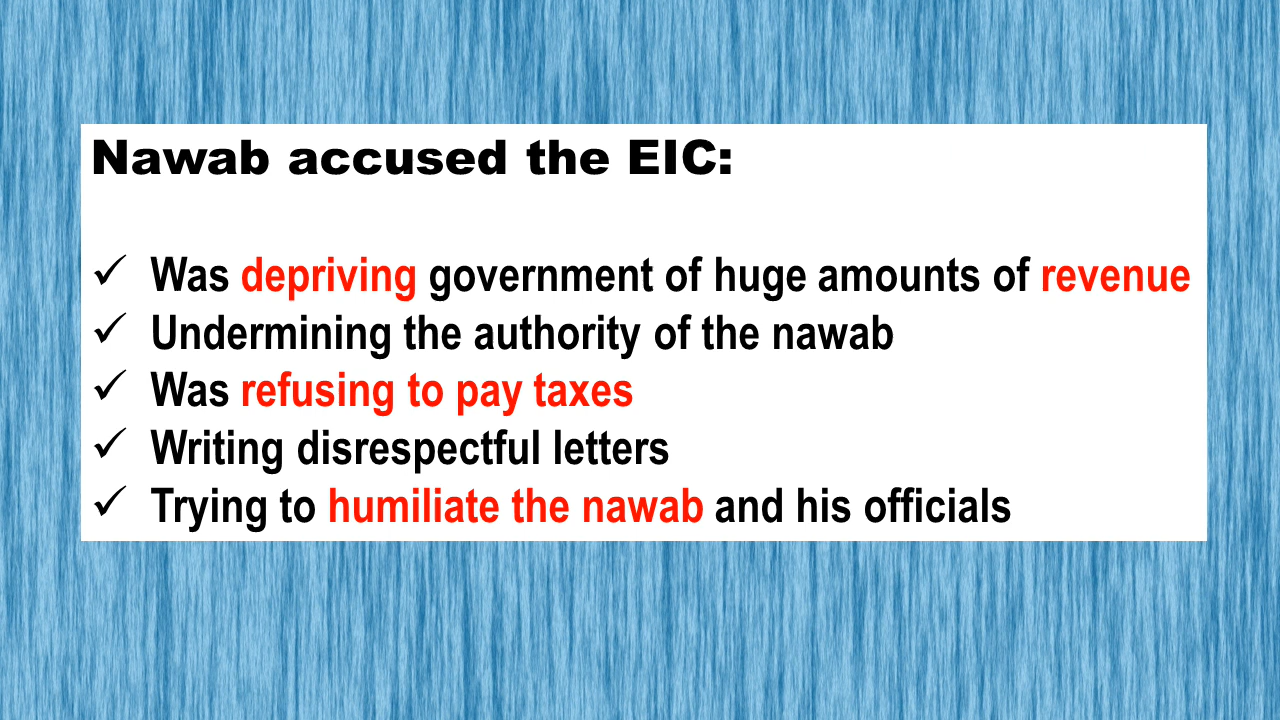 Nawab accused the EIC:
✓ Was depriving government of huge amounts of revenue
✓ Undermining the authority of the nawab
✓ Was refusing to pay taxes
✓ Writing disrespectful letters
✓ Trying to humiliate the nawab and his officials